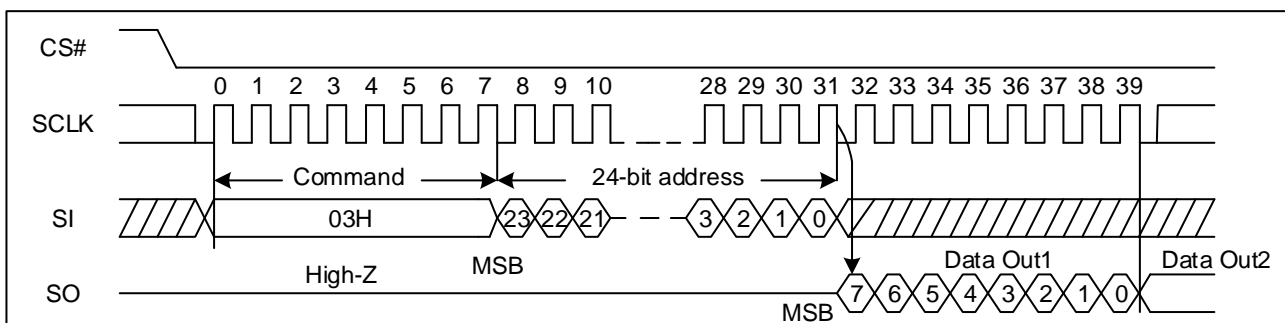 CS#
0 1 2 3 4 5 6 7 8 9 10 28 29 30 31 32 33 34 35 36 37 38 39
SCLK
Command 24-bit address
SI 03H 23 22 21 3 2 1 0
High-Z MSB Data Out1 Data Out2
SO 7 6 5 4 3 2 1 0
MSB